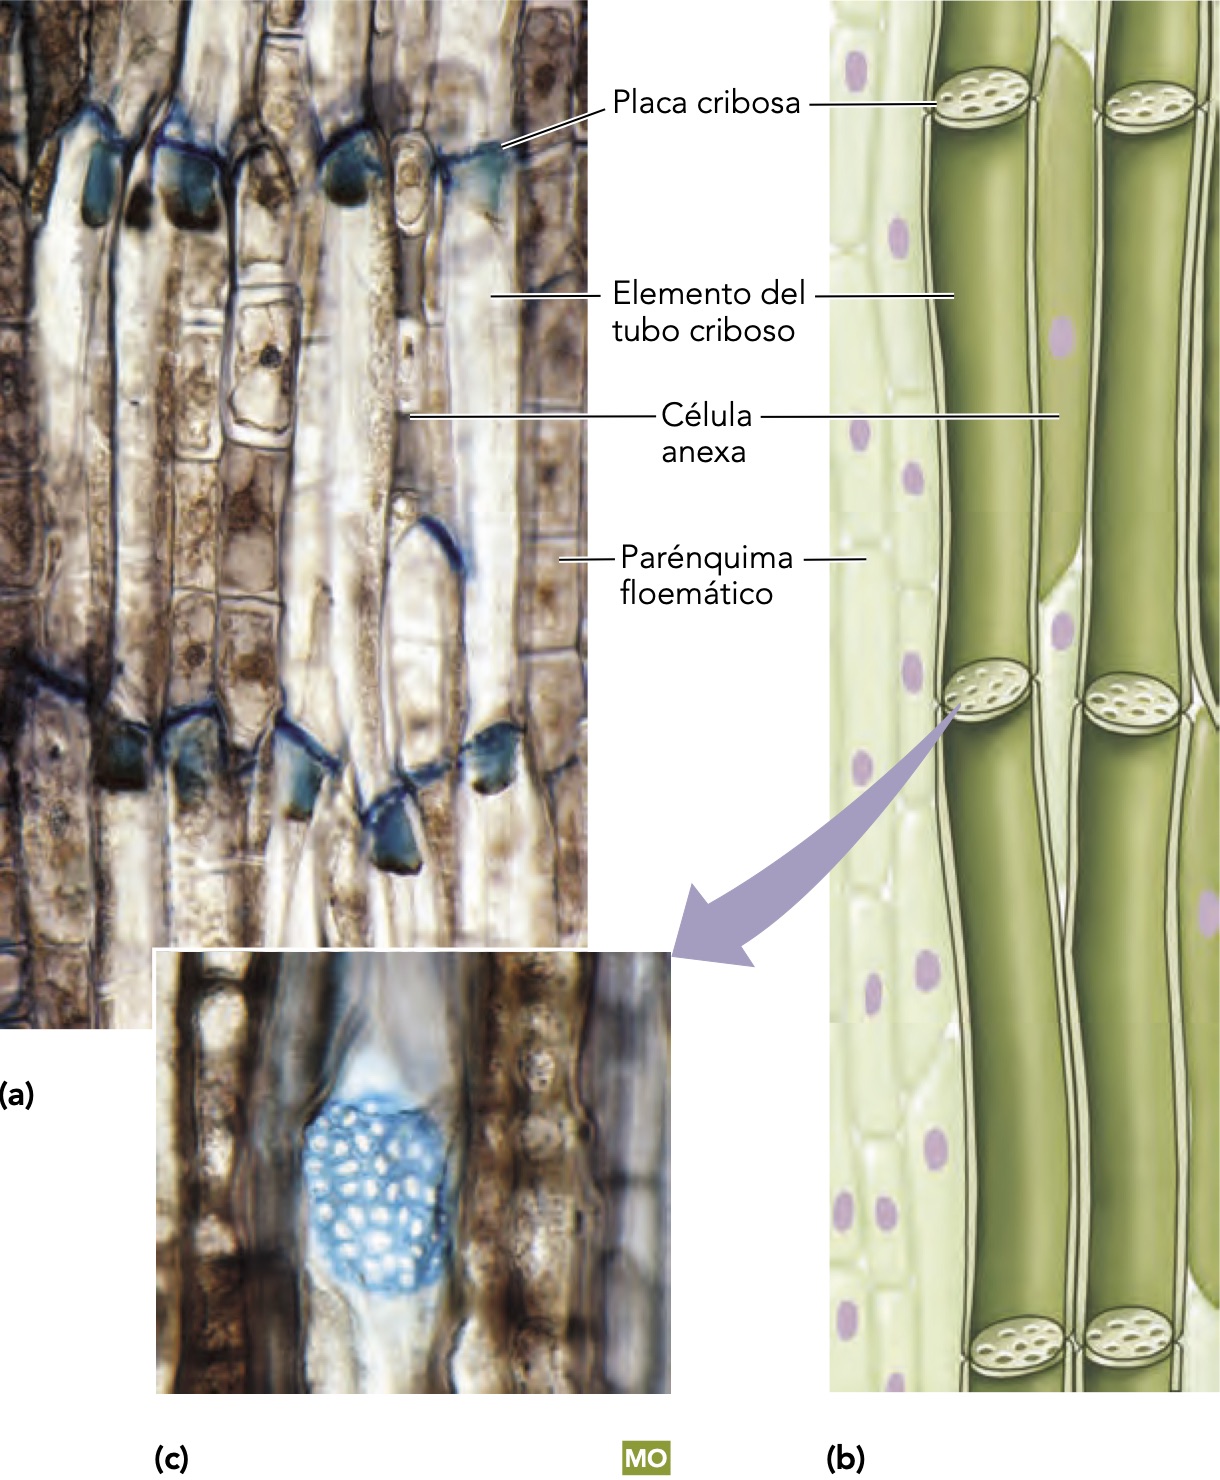 Placa cribosa
Elemento del
tubo criboso
Célula
anexa
Parénquima
floemático
(a)
(c)
MO
(b)